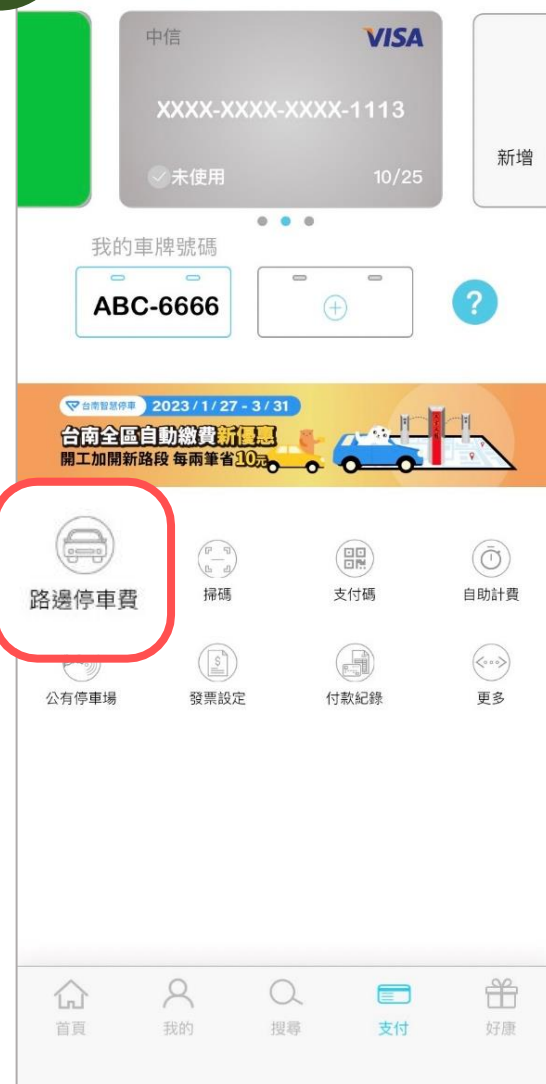 中信
VISA
XXXX-XXXX-XXXX-1113
未使用
10/25
新增
我的車牌號碼
ABC-6666
?
台南智慧停車 2023/1/27 - 3/31
台南全區自動繳費新優惠
開工加開新路段 每兩筆省10元
路邊停車費
掃碼
支付碼
自助計費
公有停車場
發票設定
付款紀錄
更多
首頁
我的
搜尋
支付
好康